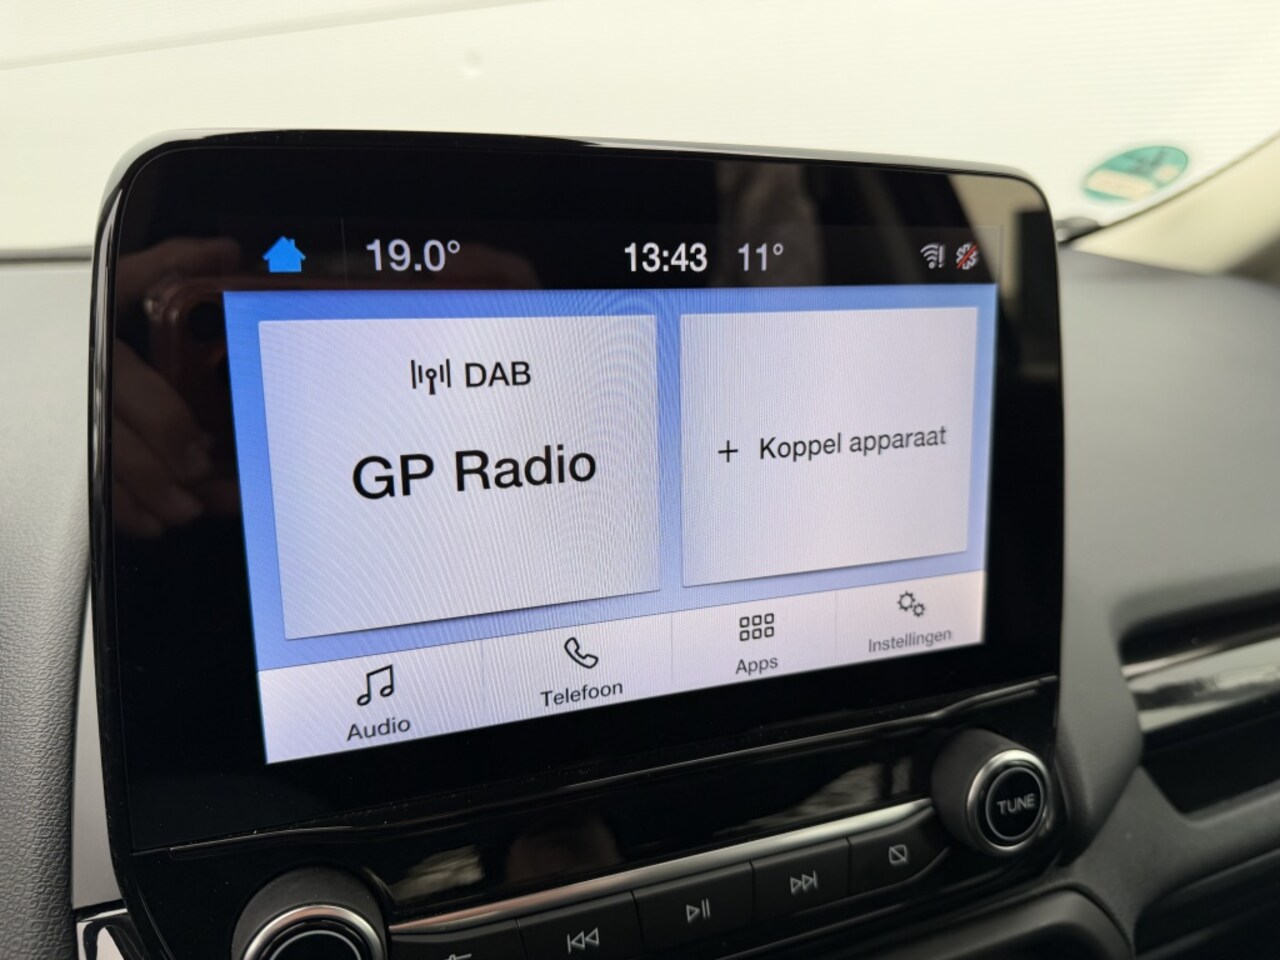 19.0° 13:43 11°
DAB
GP Radio
+ Koppel apparaat
Audio
Telefoon
Apps
Instellingen
TUNE